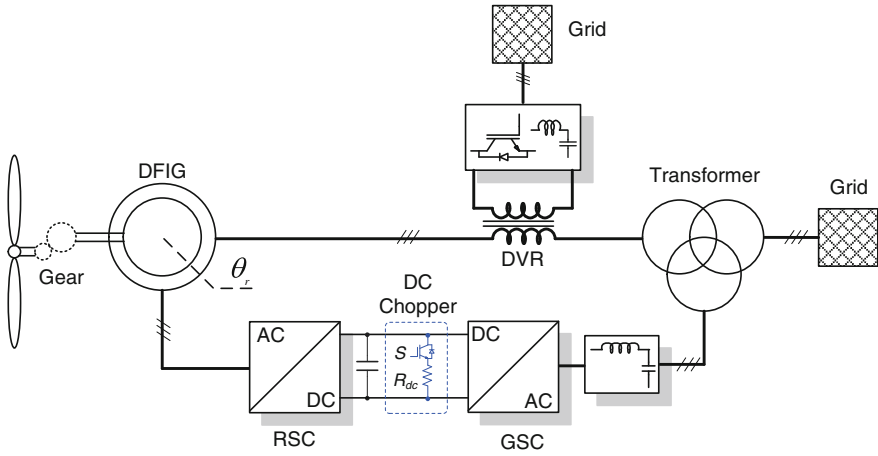 Grid
DFIG
Transformer
Grid
Gear
θr
DVR
DC
Chopper
AC
DC
S
Rdc
DC
AC
RSC
GSC